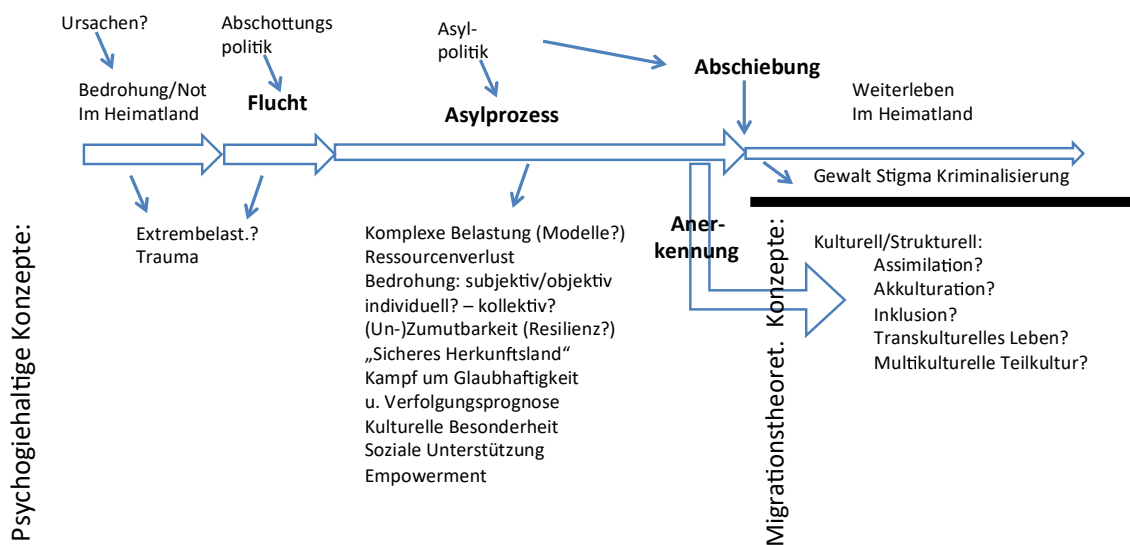 Ursachen?
Abschottungs
politik
Asyl-
politik
Abschiebung
Bedrohung/Not
Im Heimatland
Flucht
Asylprozess
Weiterleben
Im Heimatland
Gewalt Stigma Kriminalisierung
Extrembelast.?
Trauma
Komplexe Belastung (Modelle?)
Ressourcenverlust
Bedrohung: subjektiv/objektiv
individuell? – kollektiv?
(Un-)Zumutbarkeit (Resilienz?)
„Sicheres Herkunftsland“
Kampf um Glaubhaftigkeit
u. Verfolgungsprognose
Kulturelle Besonderheit
Soziale Unterstützung
Empowerment
Aner-
kennung
Kulturell/Strukturell:
Assimilation?
Akkulturation?
Inklusion?
Transkulturelles Leben?
Multikulturelle Teilkultur?
Psychogiehaltige Konzepte:
Migrationstheoret. Konzepte: